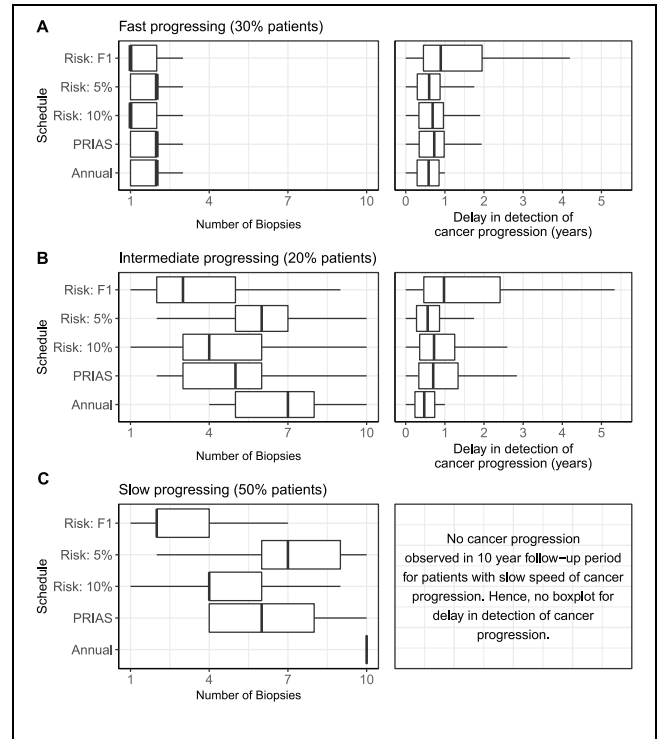 A
Fast progressing (30% patients)
Schedule
Risk: F1
Risk: 5%
Risk: 10%
PRIAS
Annual
1 4 7 10
Number of Biopsies
0 1 2 3 4 5
Delay in detection of
cancer progression (years)
B
Intermediate progressing (20% patients)
Schedule
Risk: F1
Risk: 5%
Risk: 10%
PRIAS
Annual
1 4 7 10
Number of Biopsies
0 1 2 3 4 5
Delay in detection of
cancer progression (years)
C
Slow progressing (50% patients)
Schedule
Risk: F1
Risk: 5%
Risk: 10%
PRIAS
Annual
1 4 7 10
Number of Biopsies
No cancer progression
observed in 10 year follow−up period
for patients with slow speed of cancer
progression. Hence, no boxplot for
delay in detection of cancer
progression.